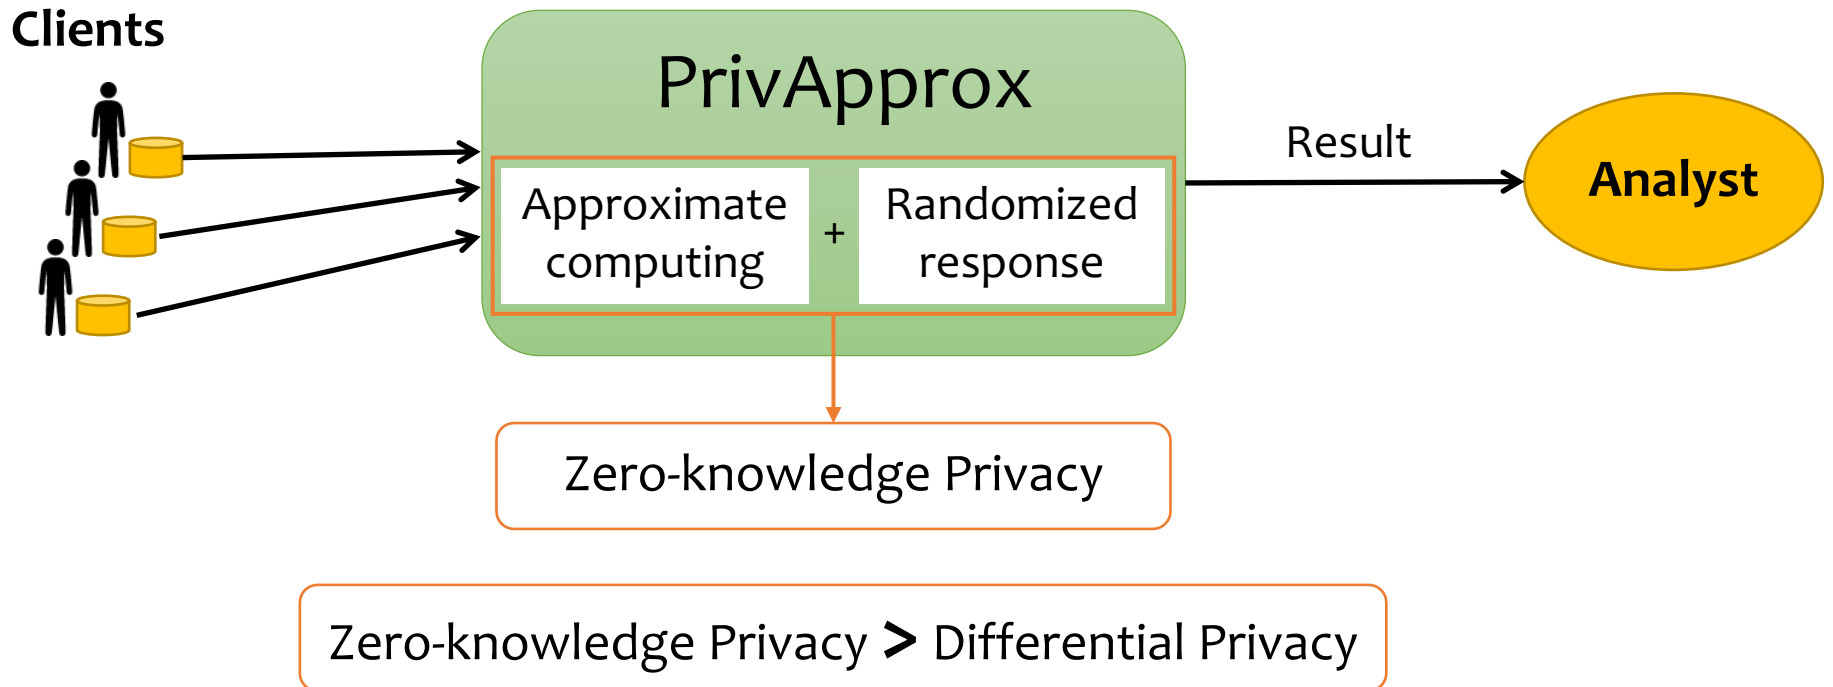 Clients
PrivApprox
Approximate
computing
+
Randomized
response
Result
Analyst
Zero-knowledge Privacy
Zero-knowledge Privacy > Differential Privacy